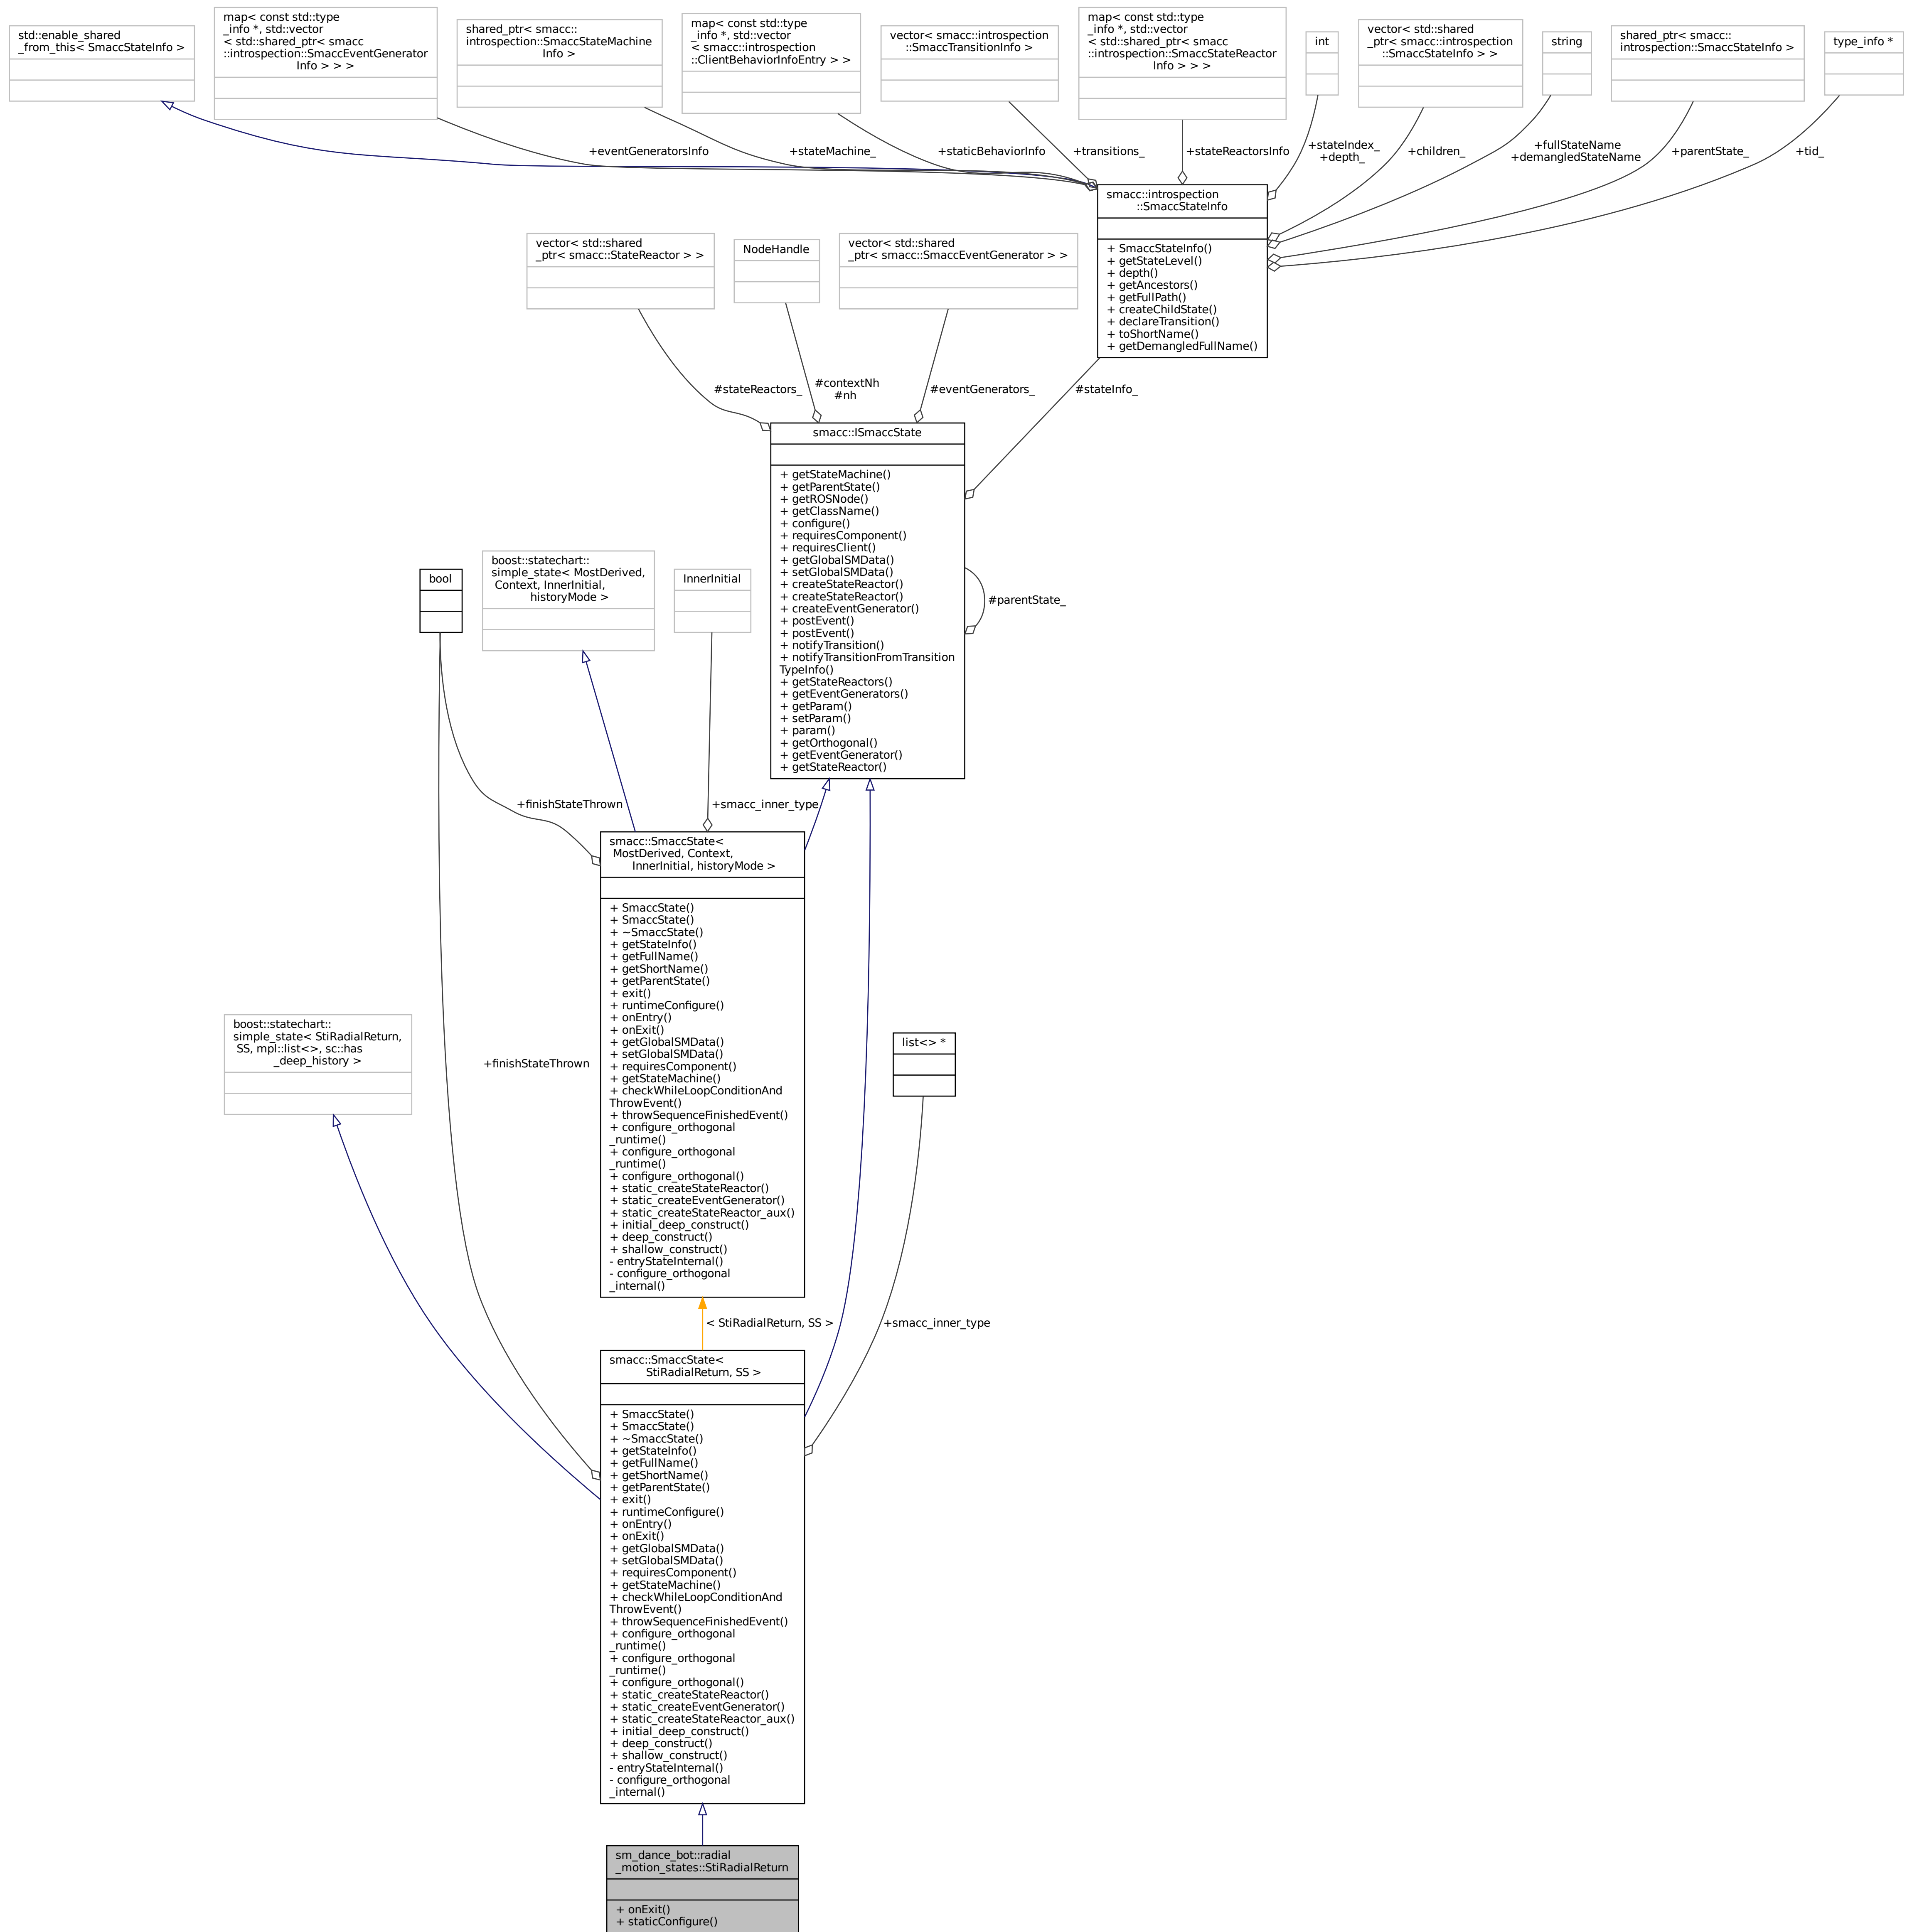 std::enable_shared
_from_this< SmaccStateInfo >
map< const std::type
_info *, std::vector
< std::shared_ptr< smacc
::introspection::SmaccEventGenerator
Info > > >
shared_ptr< smacc::
introspection::SmaccStateMachine
Info >
map< const std::type
_info *, std::vector
< smacc::introspection
::ClientBehaviorInfoEntry > >
vector< smacc::introspection
::SmaccTransitionInfo >
map< const std::type
_info *, std::vector
< std::shared_ptr< smacc
::introspection::SmaccStateReactor
Info > > >
int
vector< std::shared
_ptr< smacc::introspection
::SmaccStateInfo > >
string
shared_ptr< smacc::
introspection::SmaccStateInfo >
type_info *
+eventGeneratorsInfo
+stateMachine_
+staticBehaviorInfo
+transitions_
+stateReactorsInfo
+stateIndex_
+depth_
+children_
+fullStateName
+demangledStateName
+parentState_
+tid_
smacc::introspection
::SmaccStateInfo
+ SmaccStateInfo()
+ getStateLevel()
+ depth()
+ getAncestors()
+ getFullPath()
+ createChildState()
+ declareTransition()
+ toShortName()
+ getDemangledFullName()
vector< std::shared
_ptr< smacc::StateReactor > >
NodeHandle
vector< std::shared
_ptr< smacc::SmaccEventGenerator > >
#stateReactors_
#contextNh
#nh
#eventGenerators_
#stateInfo_
smacc::ISmaccState
+ getStateMachine()
+ getParentState()
+ getROSNode()
+ getClassName()
+ configure()
+ requiresComponent()
+ requiresClient()
+ getGlobalSMData()
+ setGlobalSMData()
+ createStateReactor()
+ createStateReactor()
+ createEventGenerator()
+ postEvent()
+ postEvent()
+ notifyTransition()
+ notifyTransitionFromTransition
TypeInfo()
+ getStateReactors()
+ getEventGenerators()
+ getParam()
+ setParam()
+ param()
+ getOrthogonal()
+ getEventGenerator()
+ getStateReactor()
#parentState_
bool
boost::statechart::
simple_state< MostDerived,
Context, InnerInitial,
historyMode >
InnerInitial
+finishStateThrown
+smacc_inner_type
smacc::SmaccState<
MostDerived, Context,
InnerInitial, historyMode >
+ SmaccState()
+ SmaccState()
+ ~SmaccState()
+ getStateInfo()
+ getFullName()
+ getShortName()
+ getParentState()
+ exit()
+ runtimeConfigure()
+ onEntry()
+ onExit()
+ getGlobalSMData()
+ setGlobalSMData()
+ requiresComponent()
+ getStateMachine()
+ checkWhileLoopConditionAnd
ThrowEvent()
+ throwSequenceFinishedEvent()
+ configure_orthogonal
_runtime()
+ configure_orthogonal
_runtime()
+ configure_orthogonal()
+ static_createStateReactor()
+ static_createEventGenerator()
+ static_createStateReactor_aux()
+ initial_deep_construct()
+ deep_construct()
+ shallow_construct()
- entryStateInternal()
- configure_orthogonal
_internal()
boost::statechart::
simple_state< StiRadialReturn,
SS, mpl::list<>, sc::has
_deep_history >
+finishStateThrown
list<> *
< StiRadialReturn, SS >
+smacc_inner_type
smacc::SmaccState<
StiRadialReturn, SS >
+ SmaccState()
+ SmaccState()
+ ~SmaccState()
+ getStateInfo()
+ getFullName()
+ getShortName()
+ getParentState()
+ exit()
+ runtimeConfigure()
+ onEntry()
+ onExit()
+ getGlobalSMData()
+ setGlobalSMData()
+ requiresComponent()
+ getStateMachine()
+ checkWhileLoopConditionAnd
ThrowEvent()
+ throwSequenceFinishedEvent()
+ configure_orthogonal
_runtime()
+ configure_orthogonal
_runtime()
+ configure_orthogonal()
+ static_createStateReactor()
+ static_createEventGenerator()
+ static_createStateReactor_aux()
+ initial_deep_construct()
+ deep_construct()
+ shallow_construct()
- entryStateInternal()
- configure_orthogonal
_internal()
sm_dance_bot::radial
_motion_states::StiRadialReturn
+ onExit()
+ staticConfigure()